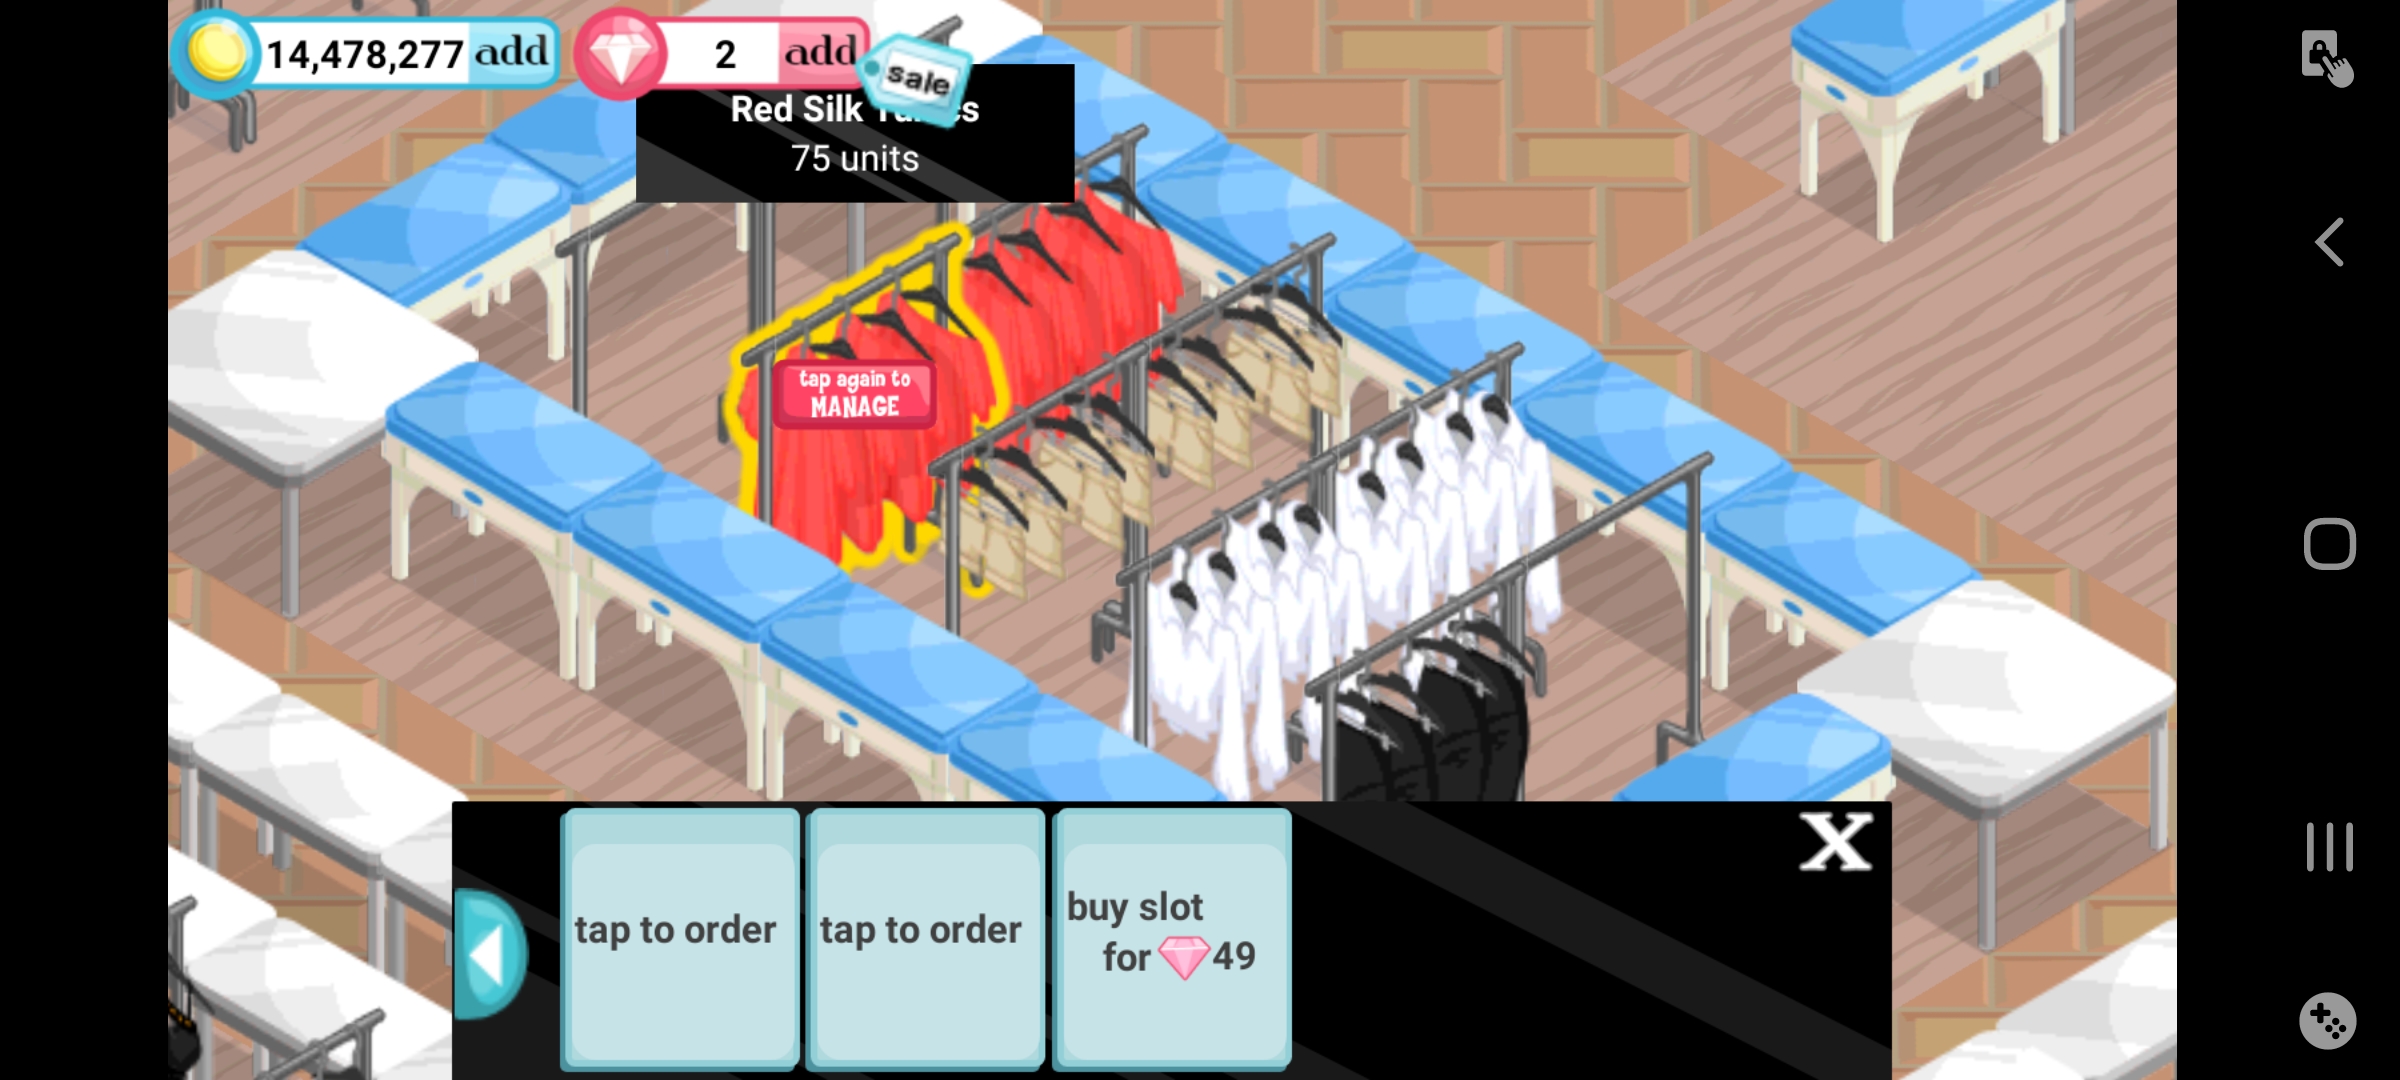 14,478,277 add
2 add
sale
Red Silk
75 units
tap again to
MANAGE
tap to order
tap to order
buy slot
for 49
X